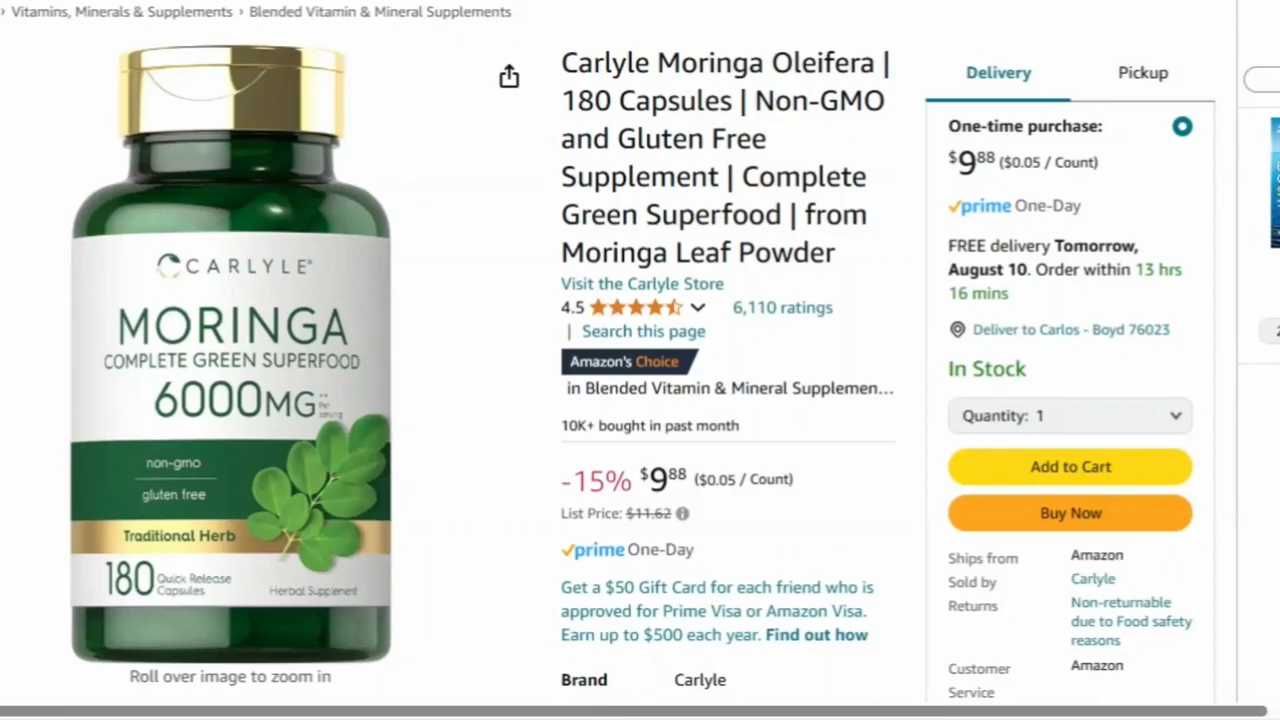 › Vitamins, Minerals & Supplements › Blended Vitamin & Mineral Supplements
CARLYLE®
MORINGA
COMPLETE GREEN SUPERFOOD
6000MG**
Per
serving
non-gmo
gluten free
Traditional Herb
180 Quick Release
Capsules
Herbal Supplement
Roll over image to zoom in
Carlyle Moringa Oleifera |
180 Capsules | Non-GMO
and Gluten Free
Supplement | Complete
Green Superfood | from
Moringa Leaf Powder
Visit the Carlyle Store
4.5 6,110 ratings
| Search this page
Amazon's Choice
in Blended Vitamin & Mineral Supplemen...
10K+ bought in past month
-15% $9 88 ($0.05 / Count)
List Price: $11.62
prime One-Day
Get a $50 Gift Card for each friend who is
approved for Prime Visa or Amazon Visa.
Earn up to $500 each year. Find out how
Brand Carlyle
Delivery Pickup
One-time purchase:
$9 88 ($0.05 / Count)
prime One-Day
FREE delivery Tomorrow,
August 10. Order within 13 hrs
16 mins
Deliver to Carlos - Boyd 76023
In Stock
Quantity: 1
Add to Cart
Buy Now
Ships from Amazon
Sold by Carlyle
Returns Non-returnable
due to Food safety
reasons
Customer Amazon
Service